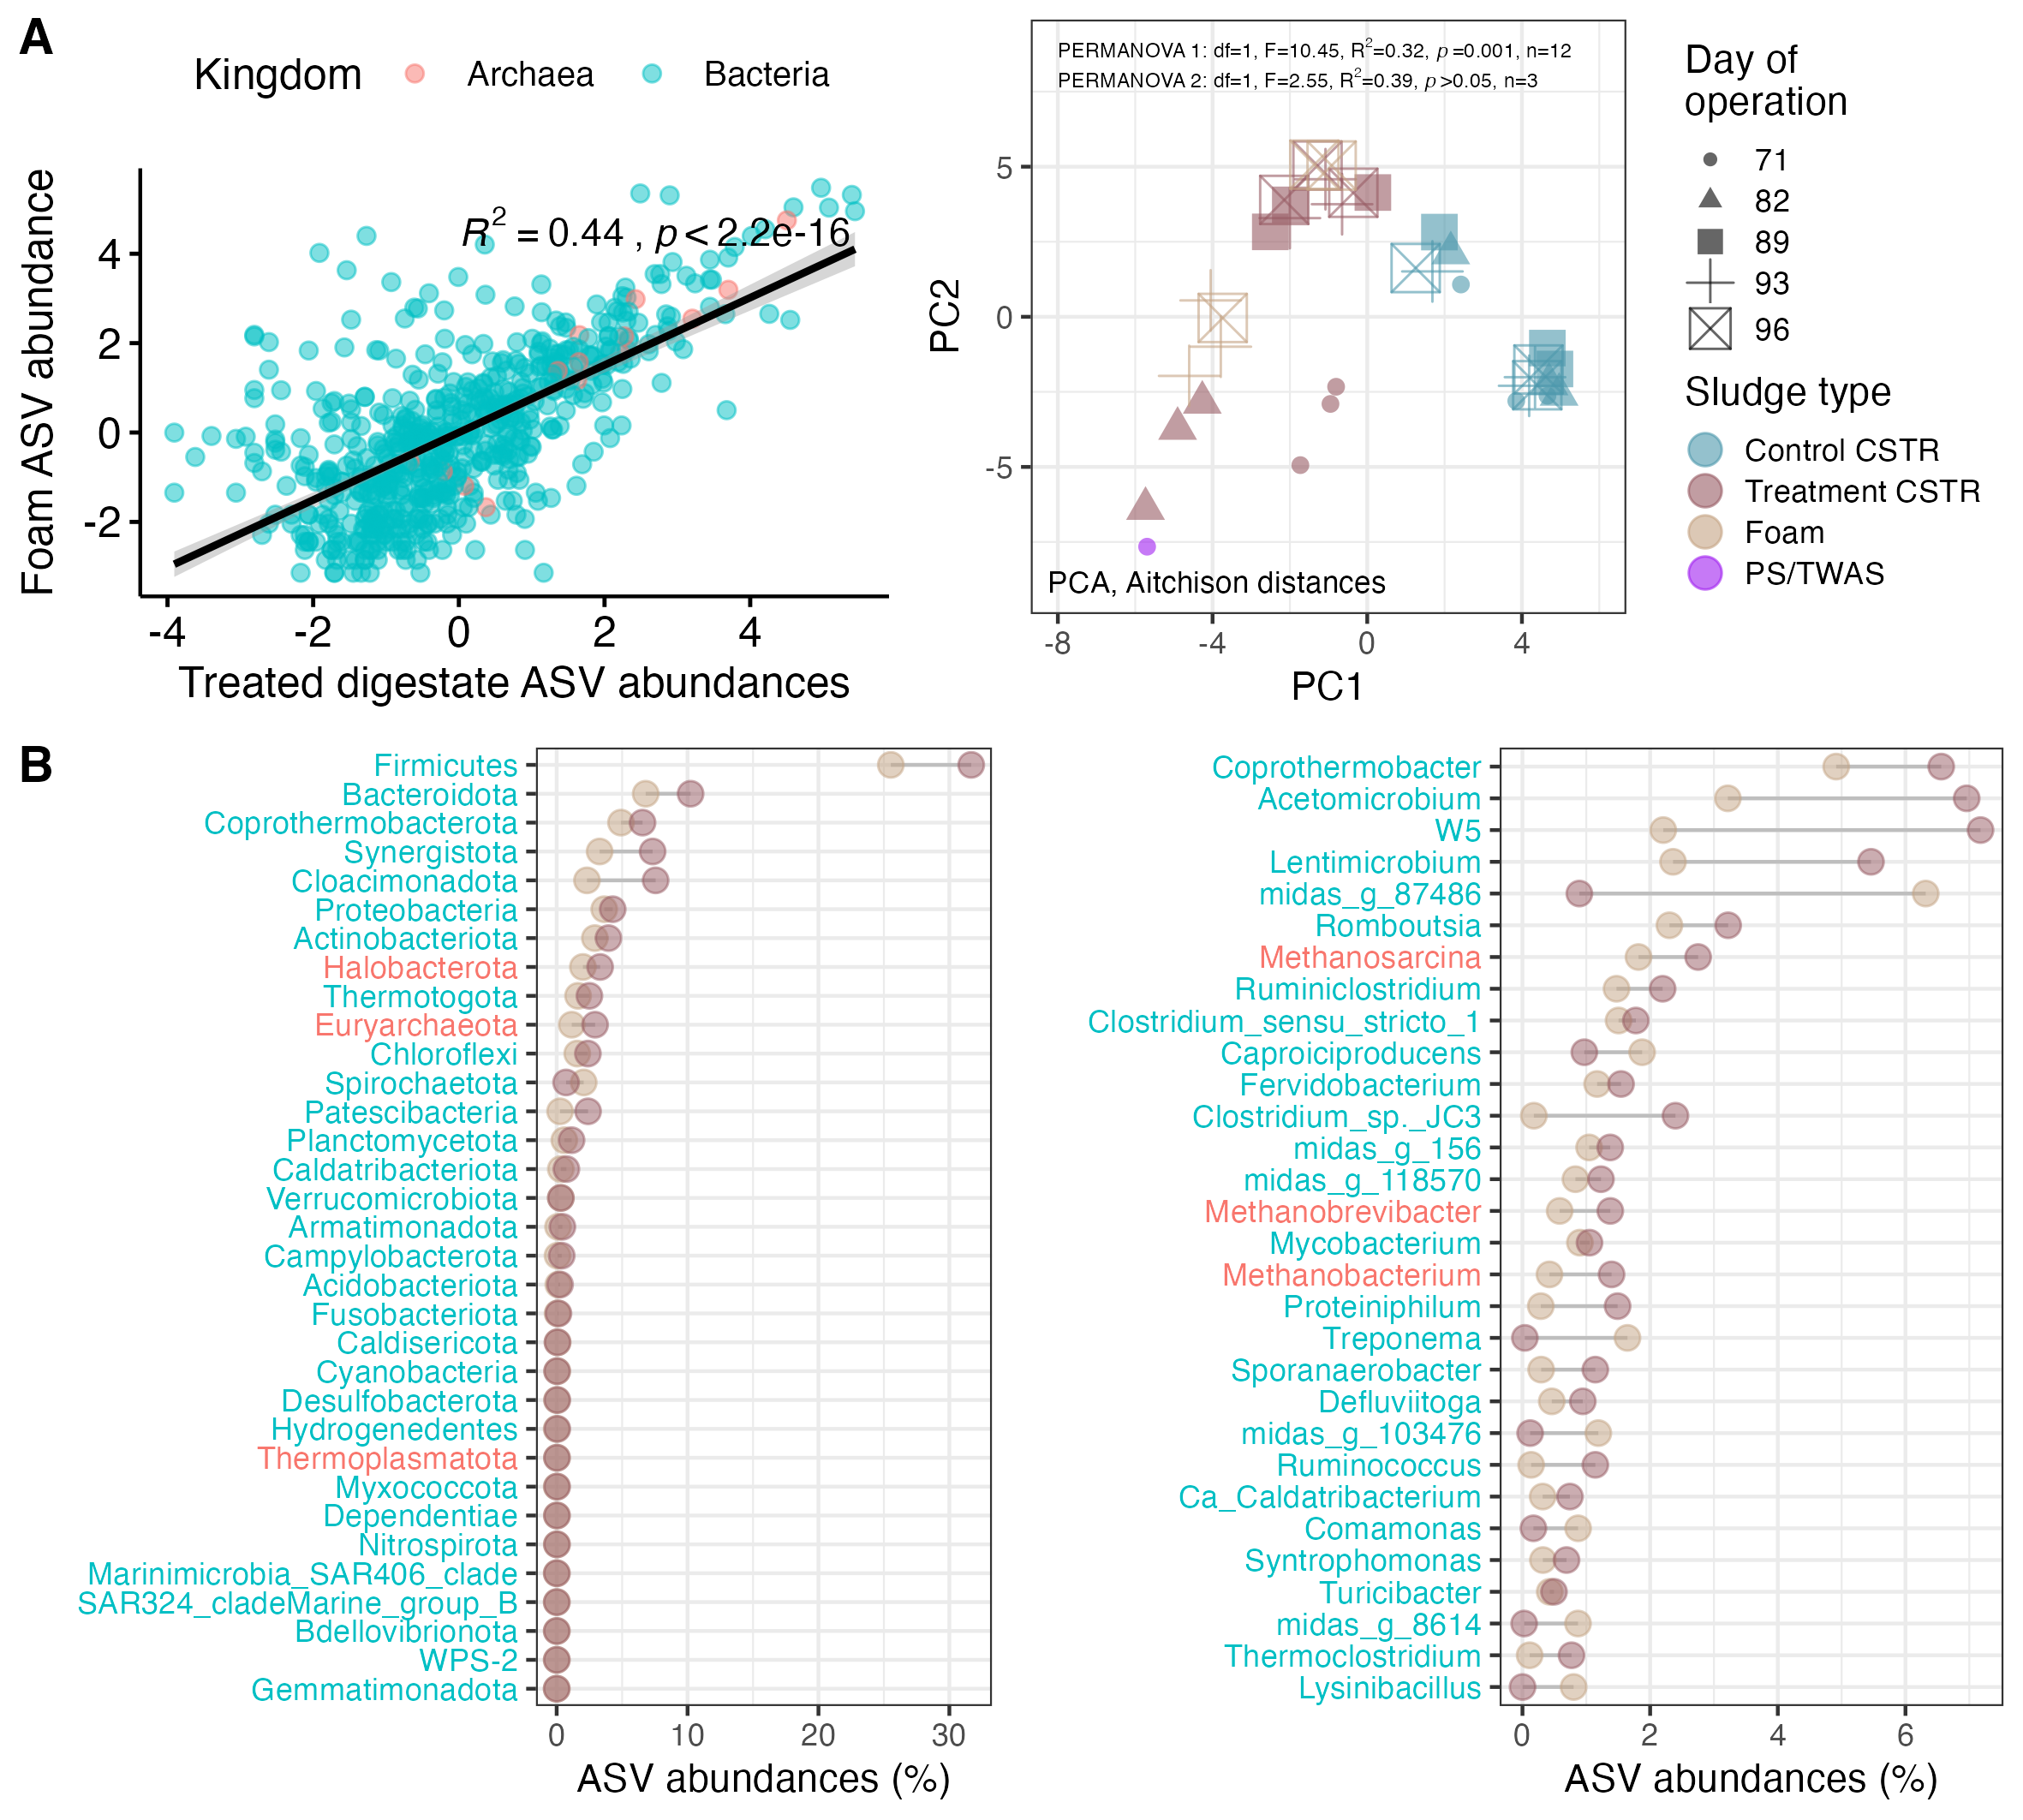 A
Kingdom Archaea Bacteria
Foam ASV abundance
R2 = 0.44 , p < 2.2e-16
4
2
0
-2
-4 -2 0 2 4
Treated digestate ASV abundances
PERMANOVA 1: df=1, F=10.45, R2=0.32, p=0.001, n=12
PERMANOVA 2: df=1, F=2.55, R2=0.39, p>0.05, n=3
PC2
5
0
-5
PCA, Aitchison distances
-8 -4 0 4
PC1
Day of
operation
71
82
89
93
96
Sludge type
Control CSTR
Treatment CSTR
Foam
PS/TWAS
B
Firmicutes
Bacteroidota
Coprothermobacterota
Synergistota
Cloacimonadota
Proteobacteria
Actinobacteriota
Halobacterota
Thermotogota
Euryarchaeota
Chloroflexi
Spirochaetota
Patescibacteria
Planctomycetota
Caldatribacteriota
Verrucomicrobiota
Armatimonadota
Campylobacterota
Acidobacteriota
Fusobacteriota
Caldisericota
Cyanobacteria
Desulfobacterota
Hydrogenedentes
Thermoplasmatota
Myxococcota
Dependentiae
Nitrospirota
Marinimicrobia_SAR406_clade
SAR324_cladeMarine_group_B
Bdellovibrionota
WPS-2
Gemmatimonadota
0 10 20 30
ASV abundances (%)
Coprothermobacter
Acetomicrobium
W5
Lentimicrobium
midas_g_87486
Romboutsia
Methanosarcina
Ruminiclostridium
Clostridium_sensu_stricto_1
Caproiciproducens
Fervidobacterium
Clostridium_sp._JC3
midas_g_156
midas_g_118570
Methanobrevibacter
Mycobacterium
Methanobacterium
Proteiniphilum
Treponema
Sporanaerobacter
Defluviitoga
midas_g_103476
Ruminococcus
Ca_Caldatribacterium
Comamonas
Syntrophomonas
Turicibacter
midas_g_8614
Thermoclostridium
Lysinibacillus
0 2 4 6
ASV abundances (%)